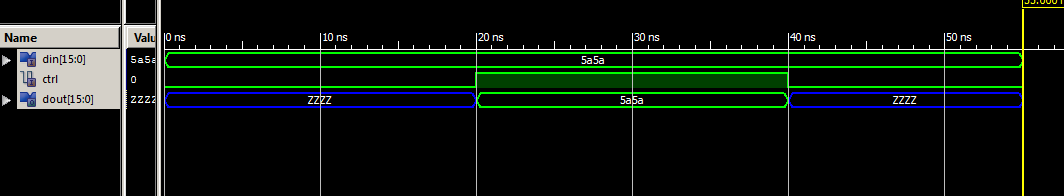 Name Valu 0 ns 10 ns 20 ns 30 ns 40 ns 50 ns
din[15:0] 5a5a 5a5a
ctrl 0
dout[15:0] ZZZZ ZZZZ 5a5a ZZZZ